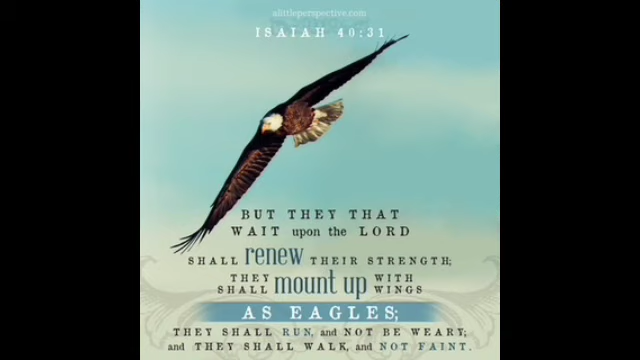 alittleperspective.com
ISAIAH 40:31
BUT THEY THAT
WAIT upon the LORD
SHALL renew THEIR STRENGTH;
THEY SHALL mount up WITH WINGS
AS EAGLES;
THEY SHALL RUN, and NOT BE WEARY;
and THEY SHALL WALK, and NOT FAINT.